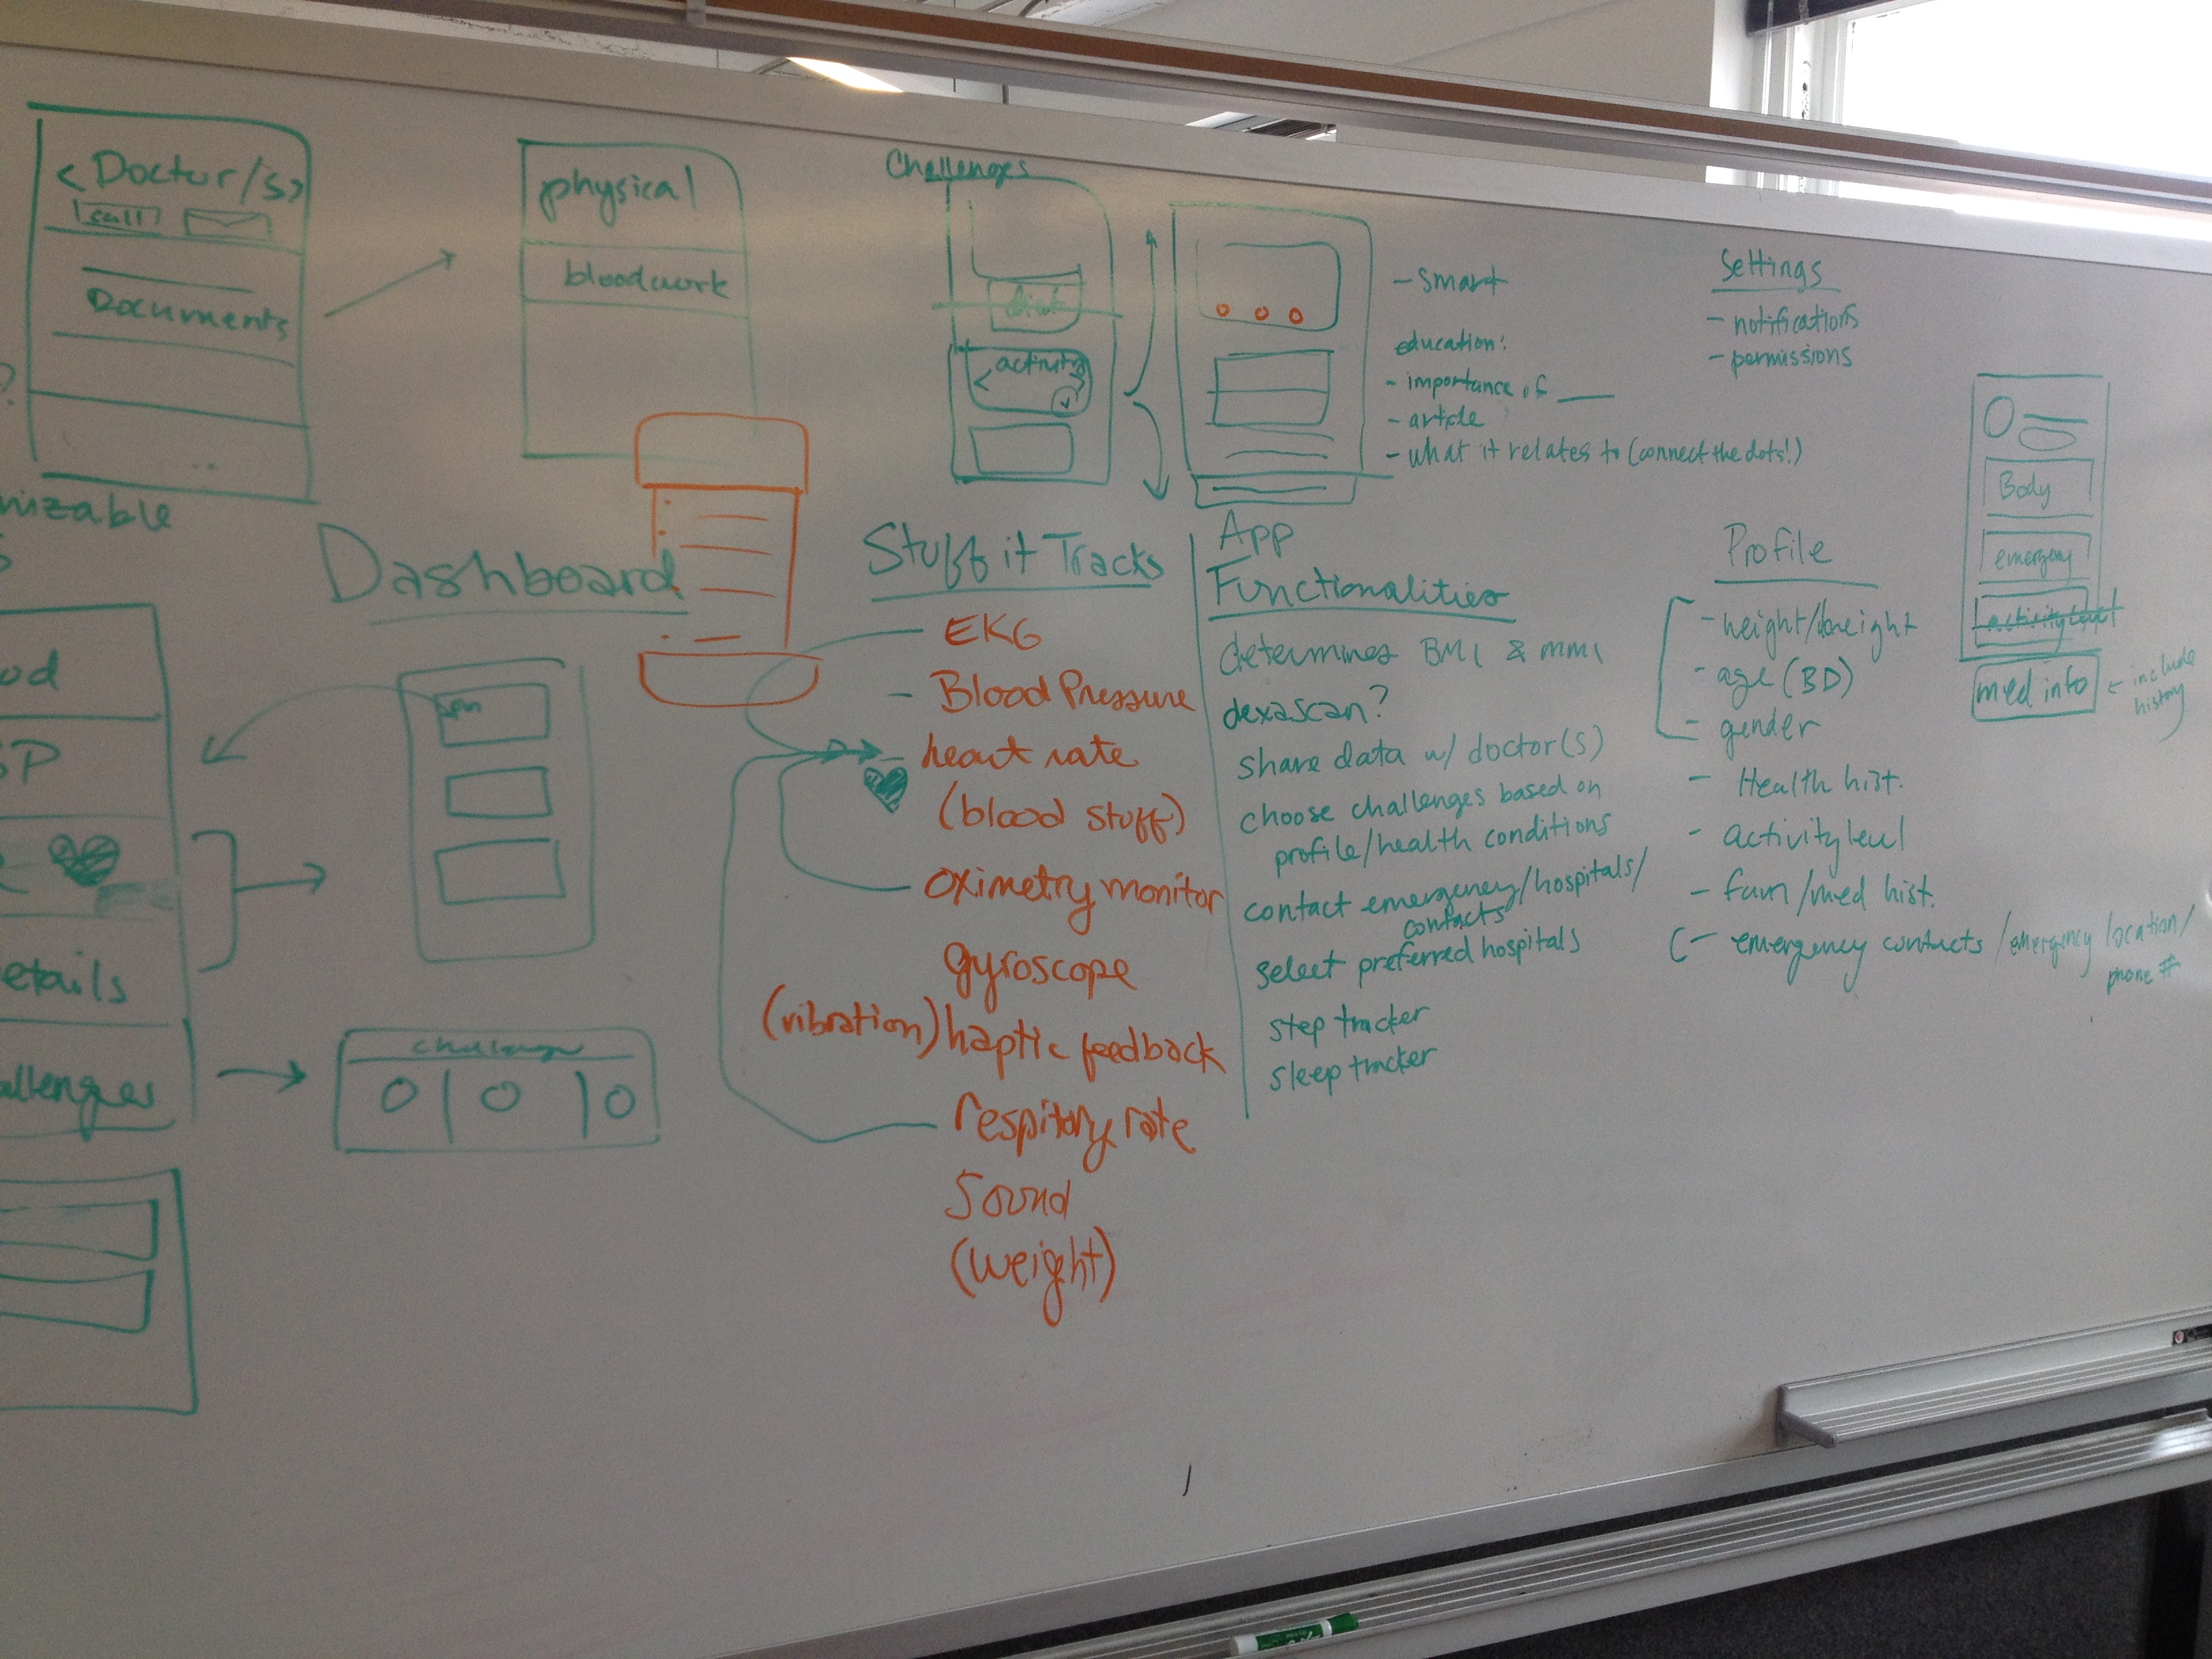 <Doctor/s>
call
Documents
physical
bloodwork
Challenges
diet
activity
- smart
education:
- importance of ___
- article
- what it relates to (connect the dots!)
Settings
- notifications
- permissions
Body
emergency
activity level
med info
← include
history
?
nizable
Dashboard
od
SP
etails
allenges
challenge
0 | 0 | 0
Stuff it Tracks
EKG
- Blood Pressure
heart rate
(blood stuff)
oximetry monitor
gyroscope
(vibration) haptic feedback
respitory rate
Sound
(weight)
App
Functionalities
determines BMI & MMI
dexascan?
share data w/ doctor(s)
choose challenges based on
profile/health conditions
contact emergency/hospitals/
contacts
select preferred hospitals
step tracker
sleep tracker
Profile
- height/weight
- age (BD)
- gender
- Health hist.
- activity level
- fam/med hist.
- emergency contacts/emergency location/
phone #